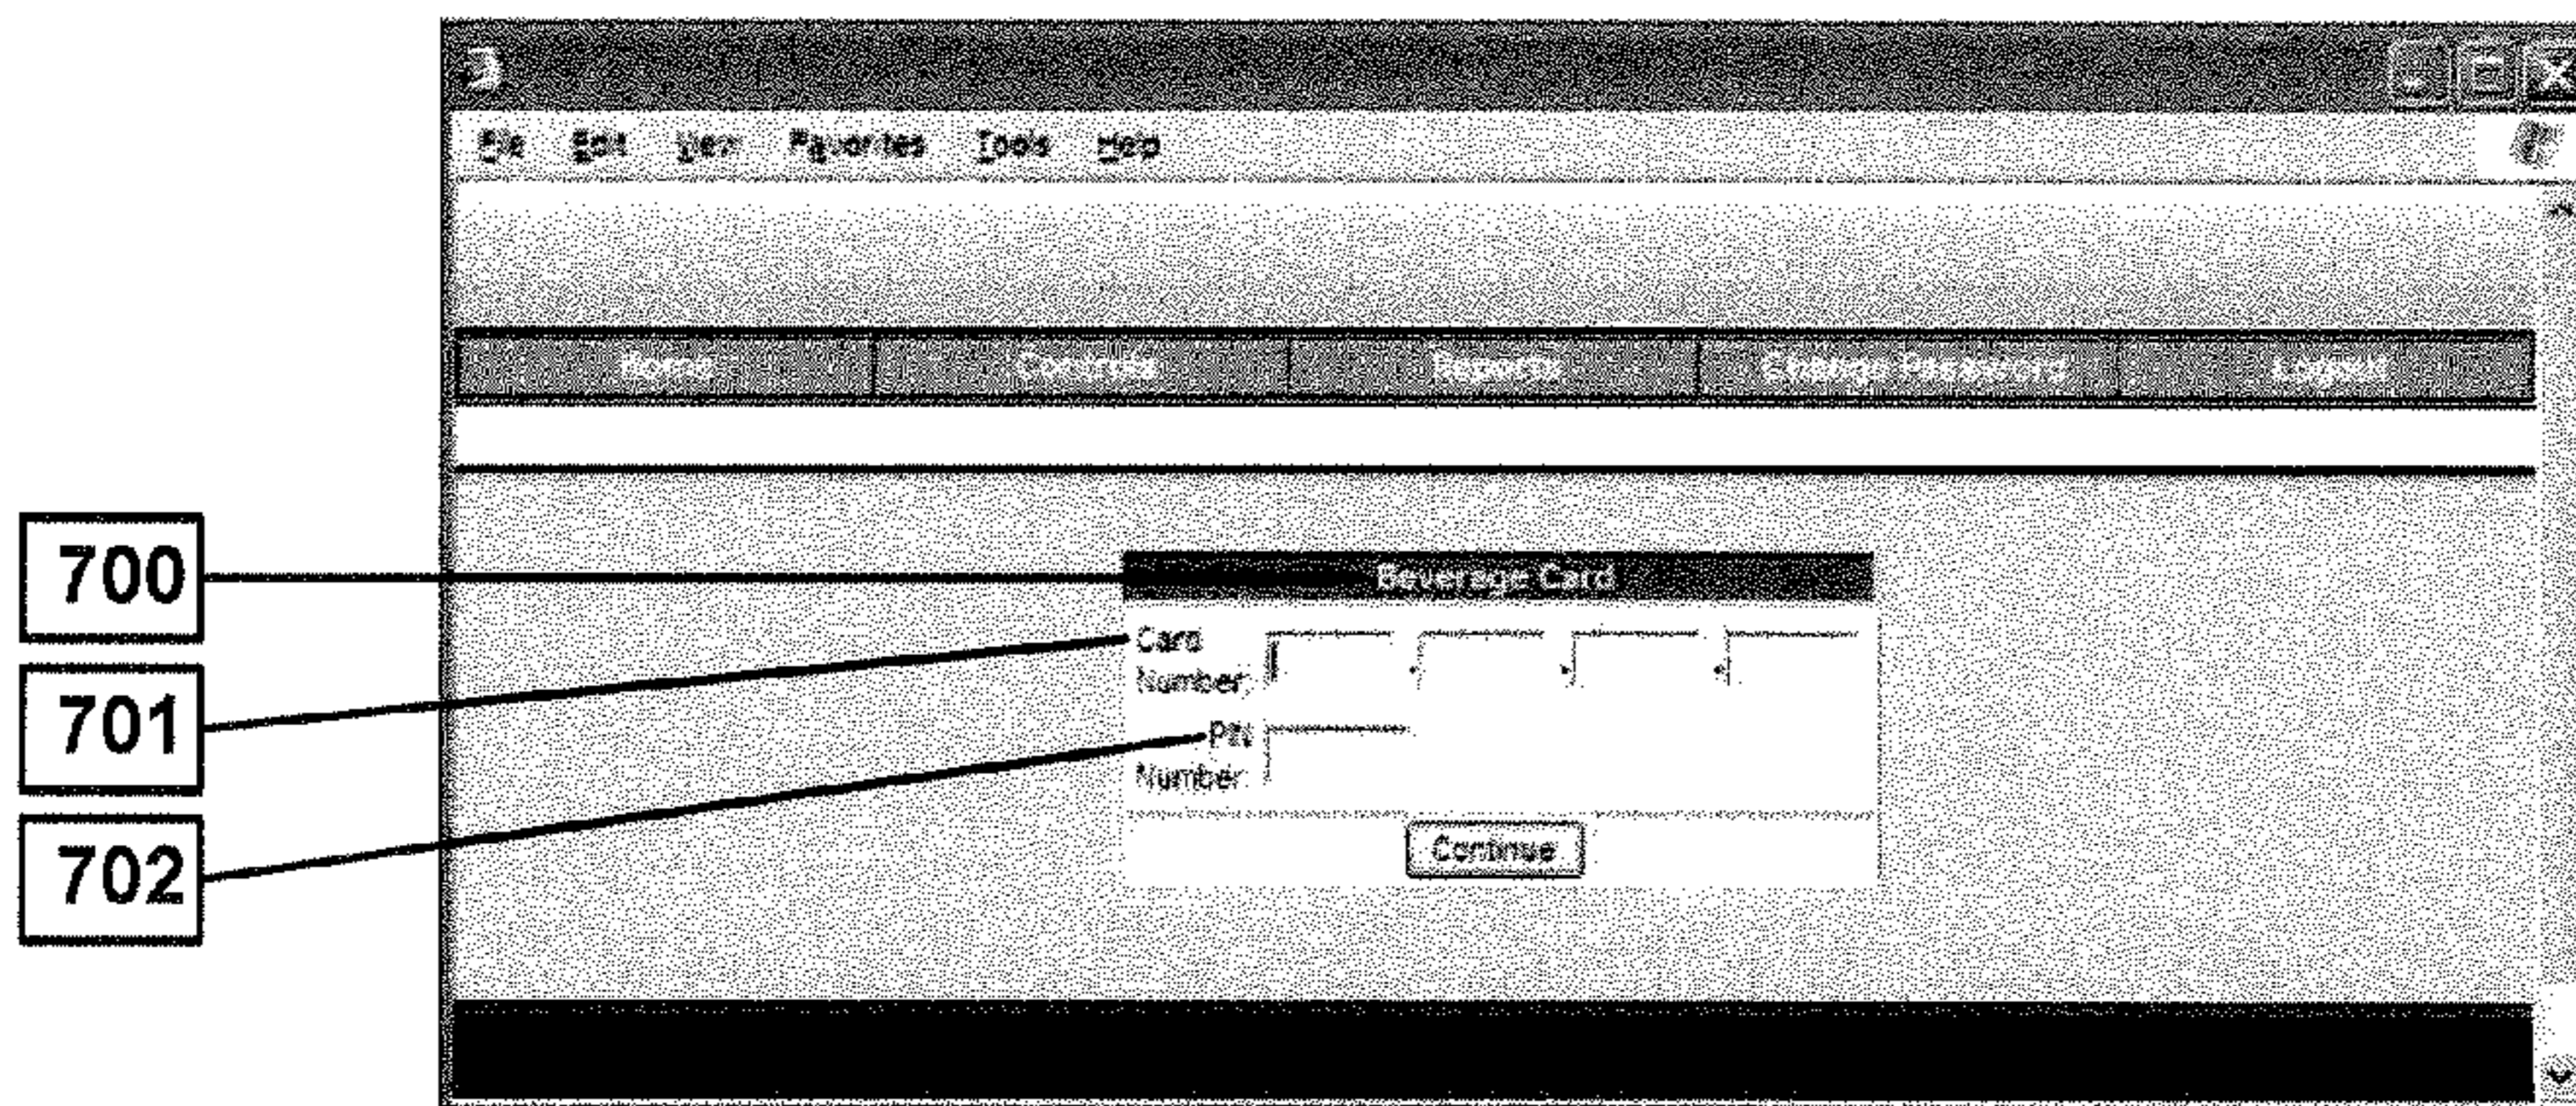 File Edit View Favorites Tools Help
Home Controls Reports Change Password Logout
700 Beverage Card
701 Card
Number:
702 PIN
Number:
Continue